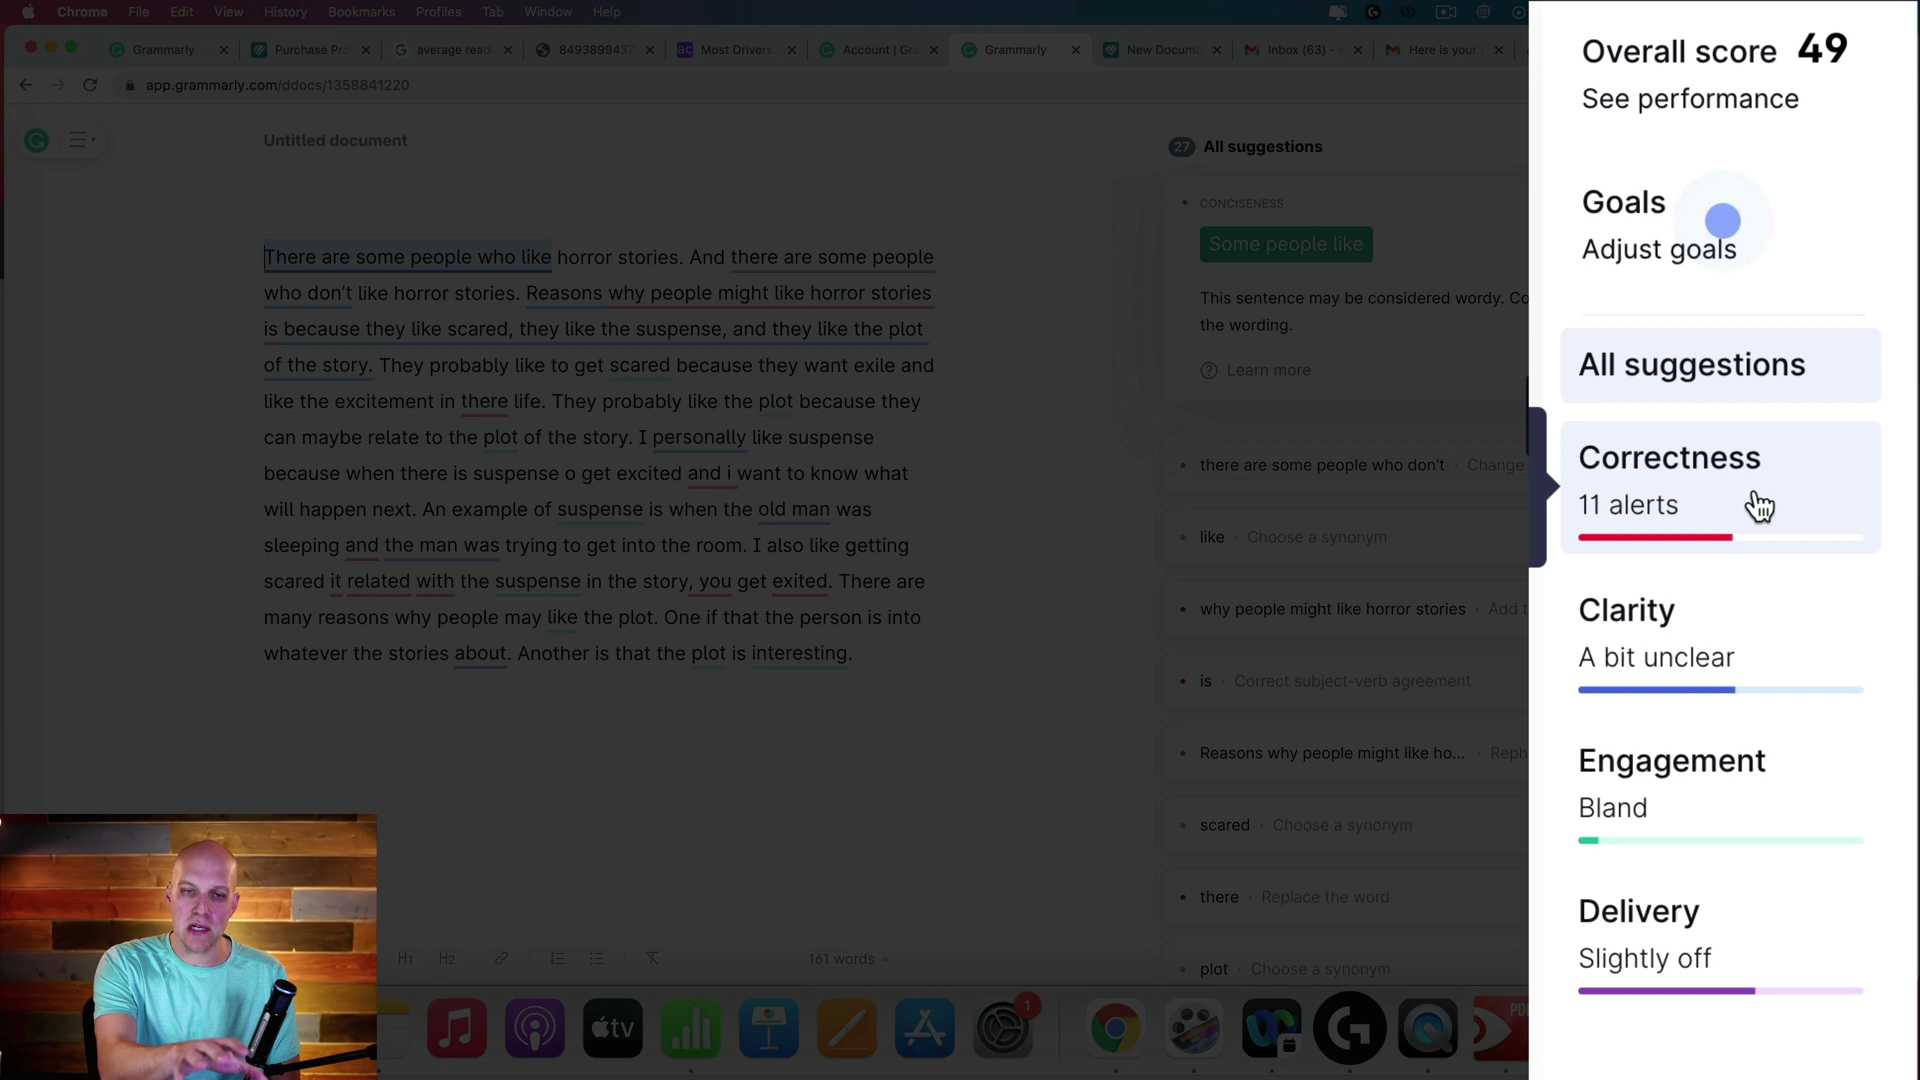 Chrome File Edit View History Bookmarks Profiles Tab Window Help
Grammarly
Purchase Pro
average read
8493899437
Most Drivers
Account | Gra
Grammarly
New Docume
Inbox (63) -
Here is your
app.grammarly.com/ddocs/1358841220
Untitled document
There are some people who like horror stories. And there are some people
who don't like horror stories. Reasons why people might like horror stories
is because they like scared, they like the suspense, and they like the plot
of the story. They probably like to get scared because they want exile and
like the excitement in there life. They probably like the plot because they
can maybe relate to the plot of the story. I personally like suspense
because when there is suspense o get excited and i want to know what
will happen next. An example of suspense is when the old man was
sleeping and the man was trying to get into the room. I also like getting
scared it related with the suspense in the story, you get exited. There are
many reasons why people may like the plot. One if that the person is into
whatever the stories about. Another is that the plot is interesting.
H1 H2
161 words
27 All suggestions
CONCISENESS
Some people like
This sentence may be considered wordy. Co
the wording.
Learn more
there are some people who don't · Change
like · Choose a synonym
why people might like horror stories · Add t
is · Correct subject-verb agreement
Reasons why people might like ho... · Reph
scared · Choose a synonym
there · Replace the word
plot · Choose a synonym
Overall score 49
See performance
Goals
Adjust goals
All suggestions
Correctness
11 alerts
Clarity
A bit unclear
Engagement
Bland
Delivery
Slightly off
tv
1
PD